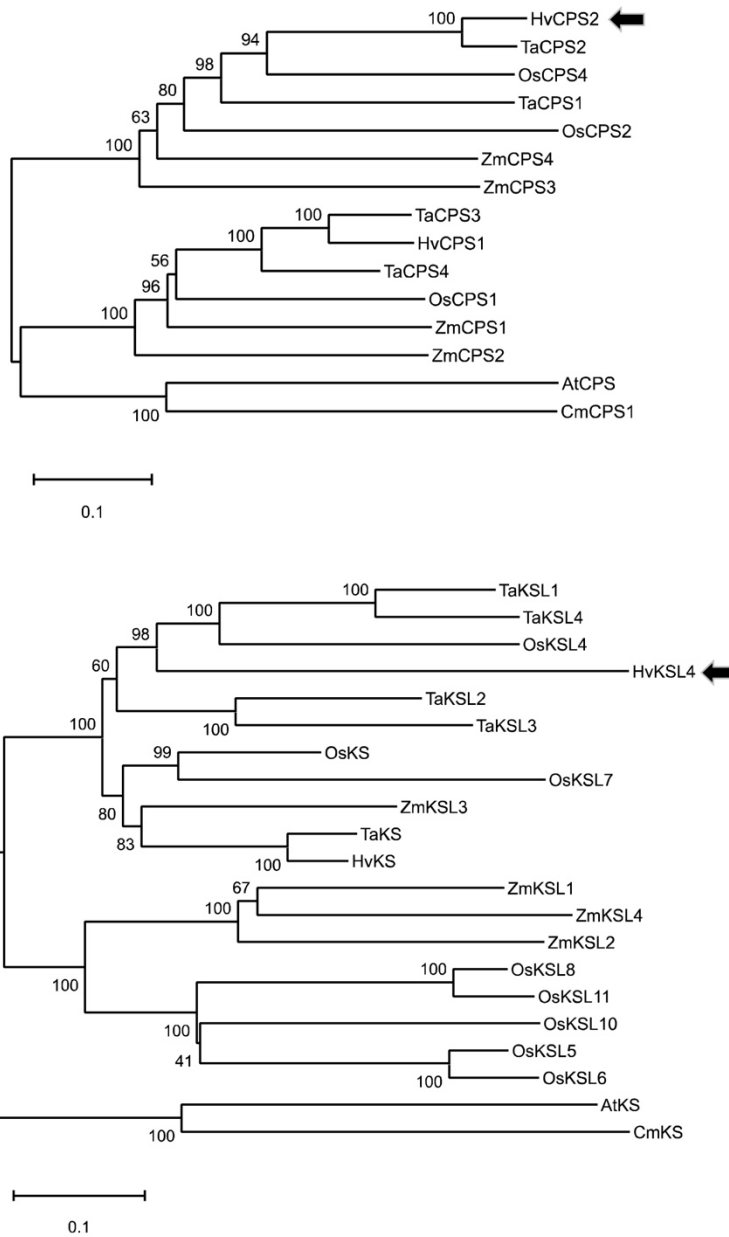 100
HvCPS2
94
TaCPS2
98
OsCPS4
80
TaCPS1
63
OsCPS2
100
ZmCPS4
ZmCPS3
100
TaCPS3
100
HvCPS1
56
TaCPS4
96
OsCPS1
100
ZmCPS1
ZmCPS2
AtCPS
100
CmCPS1
0.1
100
TaKSL1
100
TaKSL4
98
OsKSL4
60
HvKSL4
100
TaKSL2
100
TaKSL3
99
OsKS
OsKSL7
80
ZmKSL3
83
TaKS
100
HvKS
67
ZmKSL1
100
ZmKSL4
ZmKSL2
100
100
OsKSL8
OsKSL11
100
OsKSL10
41
OsKSL5
100
OsKSL6
AtKS
100
CmKS
0.1